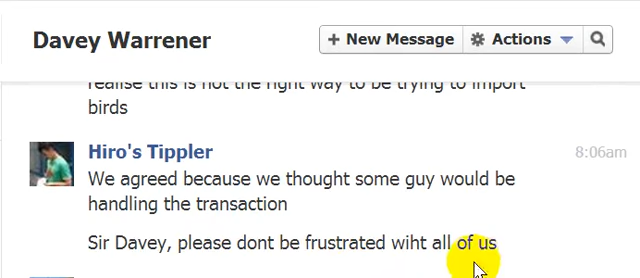 Davey Warrener
+ New Message
Actions
realise this is not the right way to be trying to import
birds
Hiro's Tippler
8:06am
We agreed because we thought some guy would be
handling the transaction
Sir Davey, please dont be frustrated wiht all of us